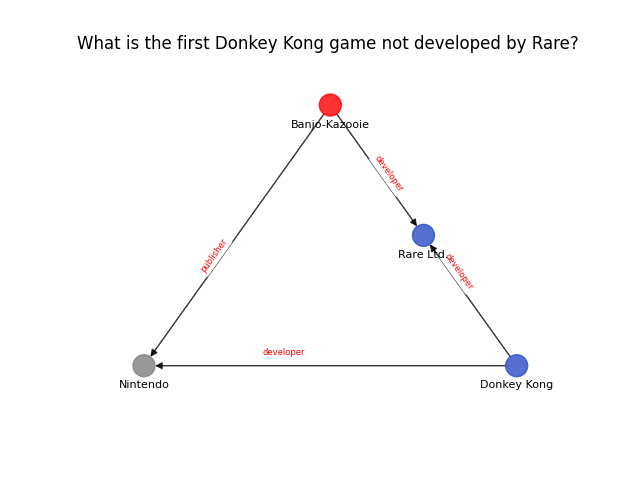 What is the first Donkey Kong game not developed by Rare?
Banjo-Kazooie
developer
Rare Ltd.
publisher
developer
developer
Nintendo
Donkey Kong